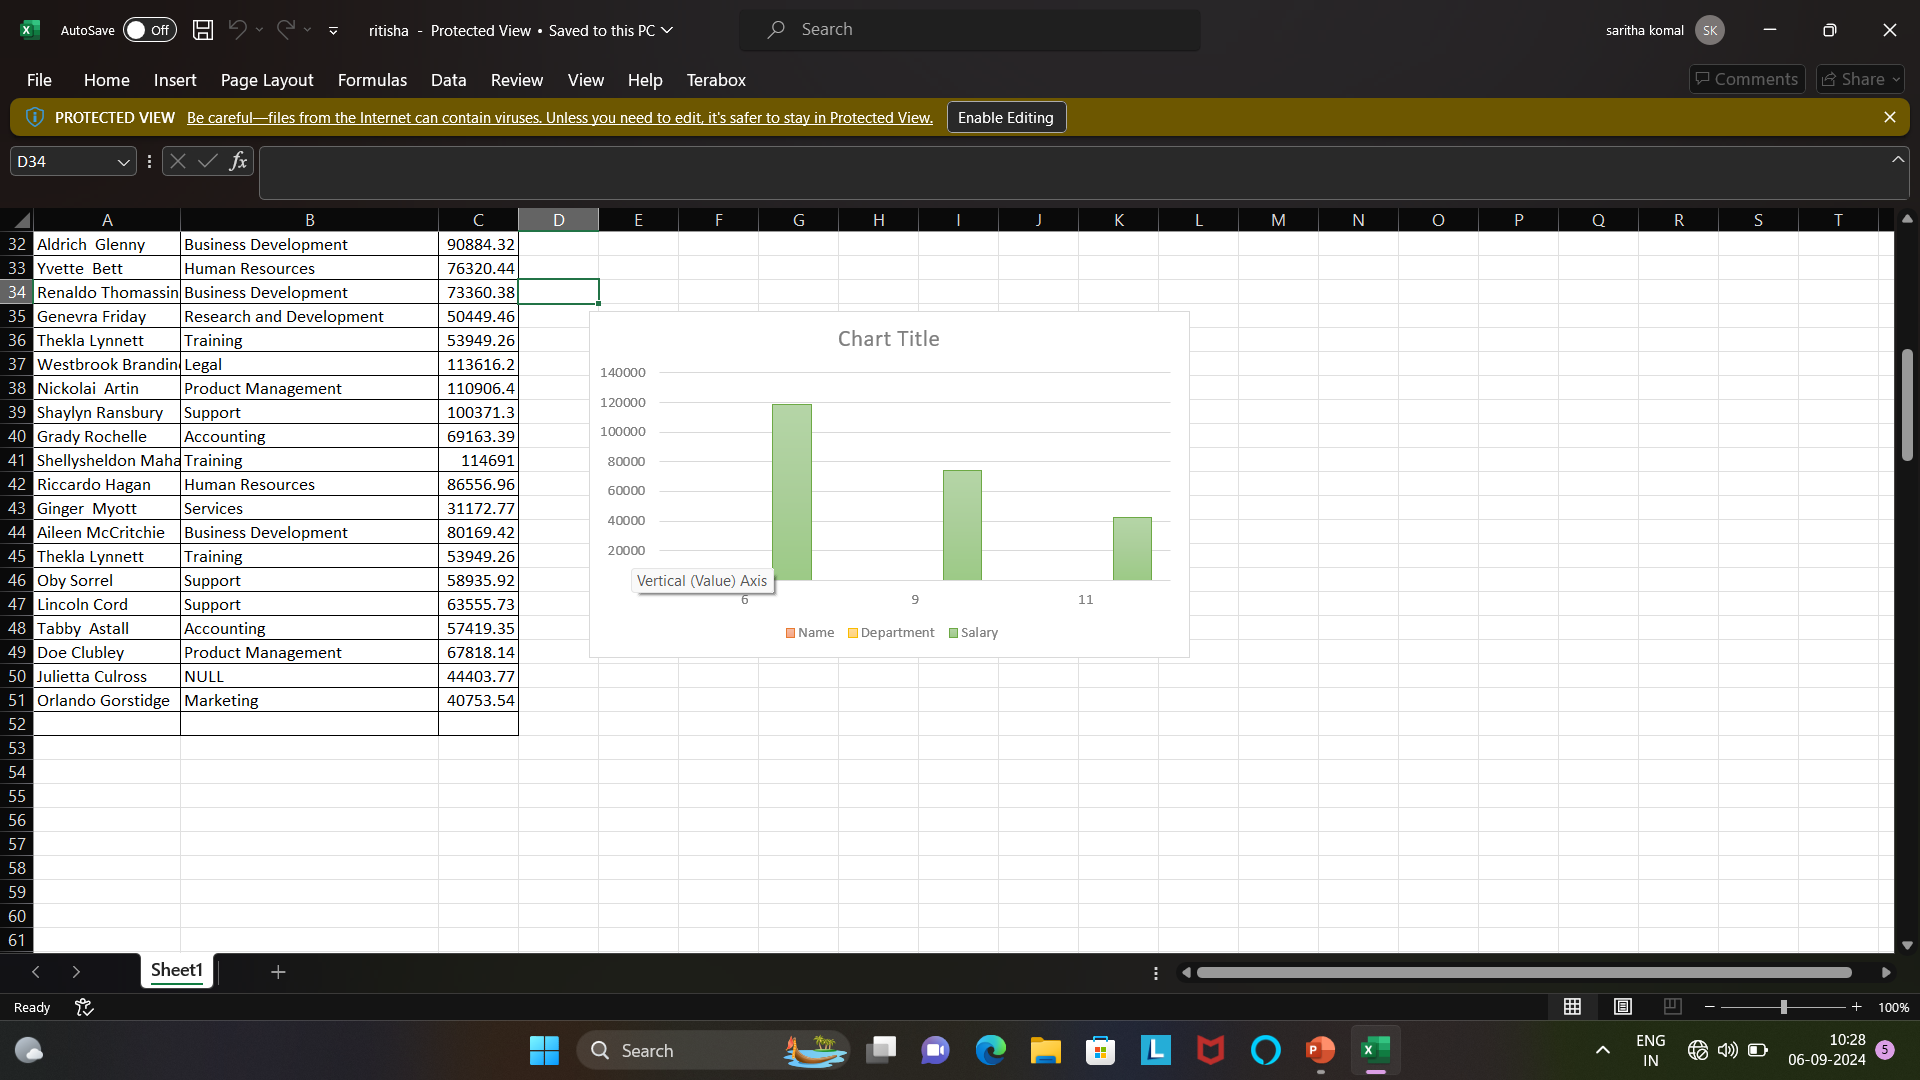 AutoSave Off ritisha - Protected View • Saved to this PC Search saritha komal SK
File Home Insert Page Layout Formulas Data Review View Help Terabox Comments Share
PROTECTED VIEW Be careful—files from the Internet can contain viruses. Unless you need to edit, it's safer to stay in Protected View. Enable Editing
D34 fx
A B C D E F G H I J K L M N O P Q R S T
32 Aldrich Glenny Business Development 90884.32
33 Yvette Bett Human Resources 76320.44
34 Renaldo Thomassin Business Development 73360.38
35 Genevra Friday Research and Development 50449.46
36 Thekla Lynnett Training 53949.26
37 Westbrook Brandin Legal 113616.2
38 Nickolai Artin Product Management 110906.4
39 Shaylyn Ransbury Support 100371.3
40 Grady Rochelle Accounting 69163.39
41 Shellysheldon Maha Training 114691
42 Riccardo Hagan Human Resources 86556.96
43 Ginger Myott Services 31172.77
44 Aileen McCritchie Business Development 80169.42
45 Thekla Lynnett Training 53949.26
46 Oby Sorrel Support 58935.92
47 Lincoln Cord Support 63555.73
48 Tabby Astall Accounting 57419.35
49 Doe Clubley Product Management 67818.14
50 Julietta Culross NULL 44403.77
51 Orlando Gorstidge Marketing 40753.54
52
53
54
55
56
57
58
59
60
61
Chart Title
140000
120000
100000
80000
60000
40000
20000
Vertical (Value) Axis
6 9 11
Name Department Salary
Sheet1
Ready 100%
Search ENG IN 10:28 06-09-2024 5